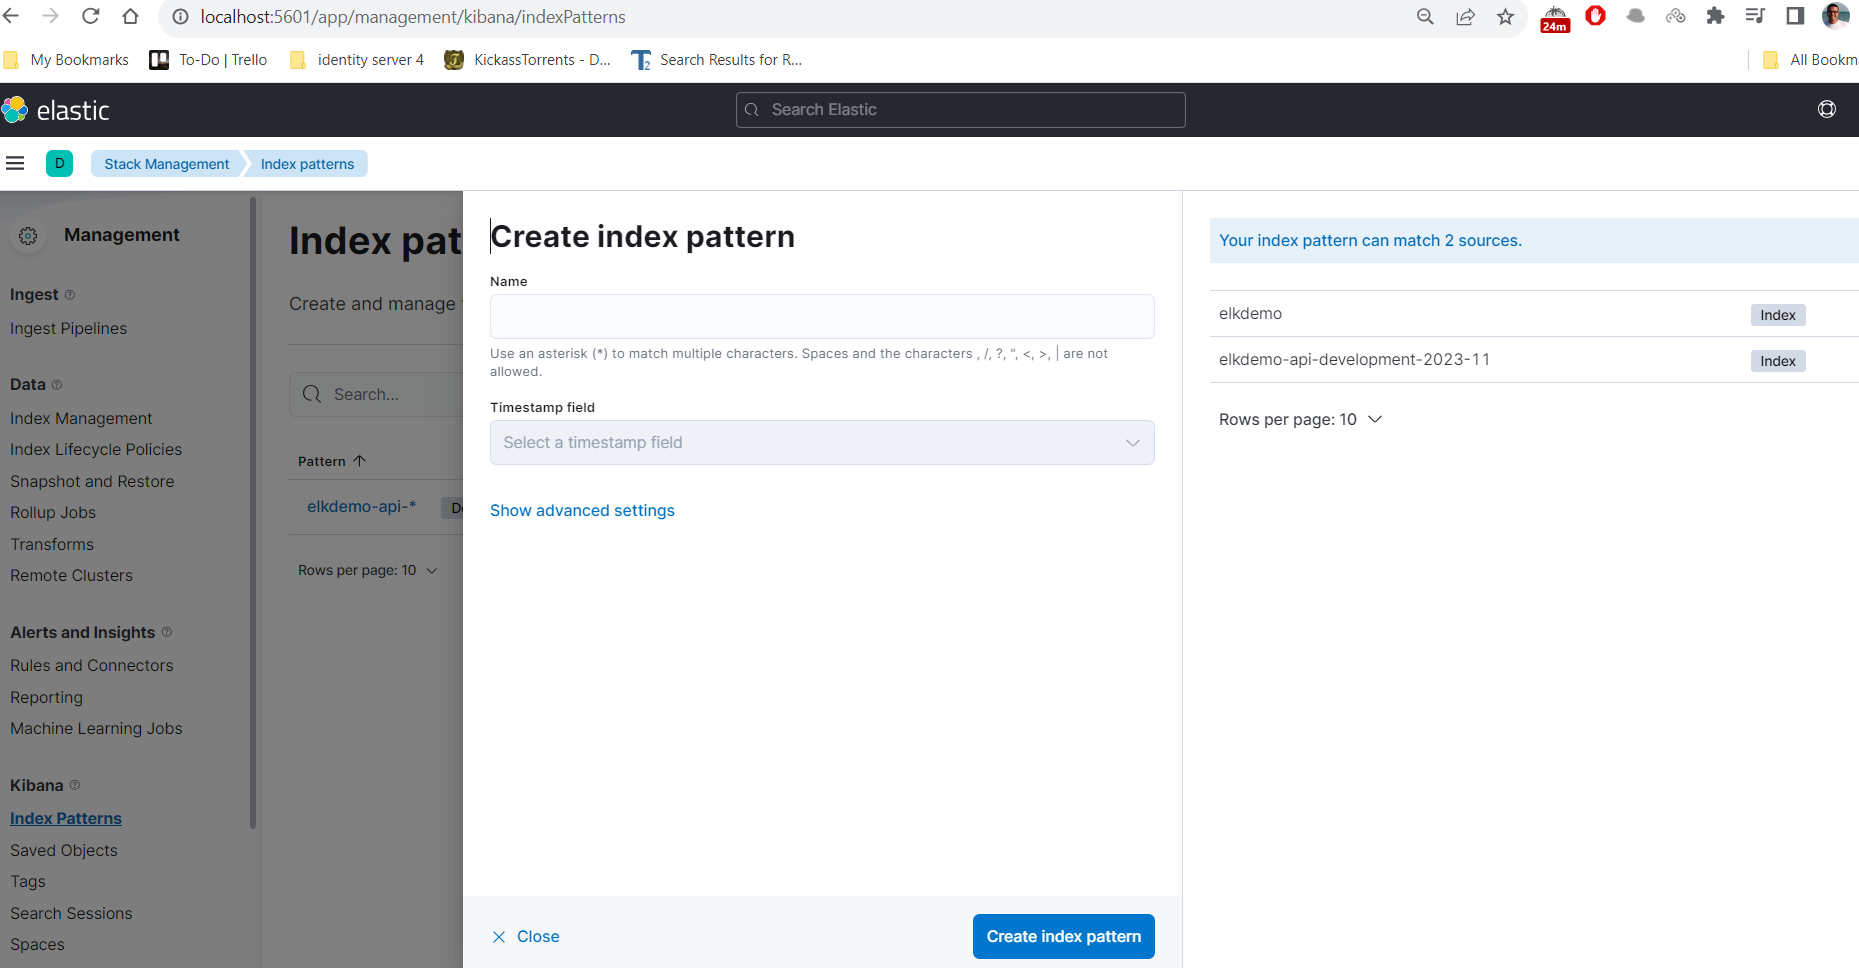 localhost:5601/app/management/kibana/indexPatterns
24m
My Bookmarks
To-Do | Trello
identity server 4
KickassTorrents - D...
Search Results for R...
All Bookm
elastic
Search Elastic
D
Stack Management
Index patterns
Management
Ingest
Ingest Pipelines
Data
Index Management
Index Lifecycle Policies
Snapshot and Restore
Rollup Jobs
Transforms
Remote Clusters
Alerts and Insights
Rules and Connectors
Reporting
Machine Learning Jobs
Kibana
Index Patterns
Saved Objects
Tags
Search Sessions
Spaces
Index pat
Create and manage
Search...
Pattern
elkdemo-api-*
De
Rows per page: 10
Create index pattern
Name
Use an asterisk (*) to match multiple characters. Spaces and the characters , /, ?, ", <, >, | are not
allowed.
Timestamp field
Select a timestamp field
Show advanced settings
Close
Create index pattern
Your index pattern can match 2 sources.
elkdemo
Index
elkdemo-api-development-2023-11
Index
Rows per page: 10